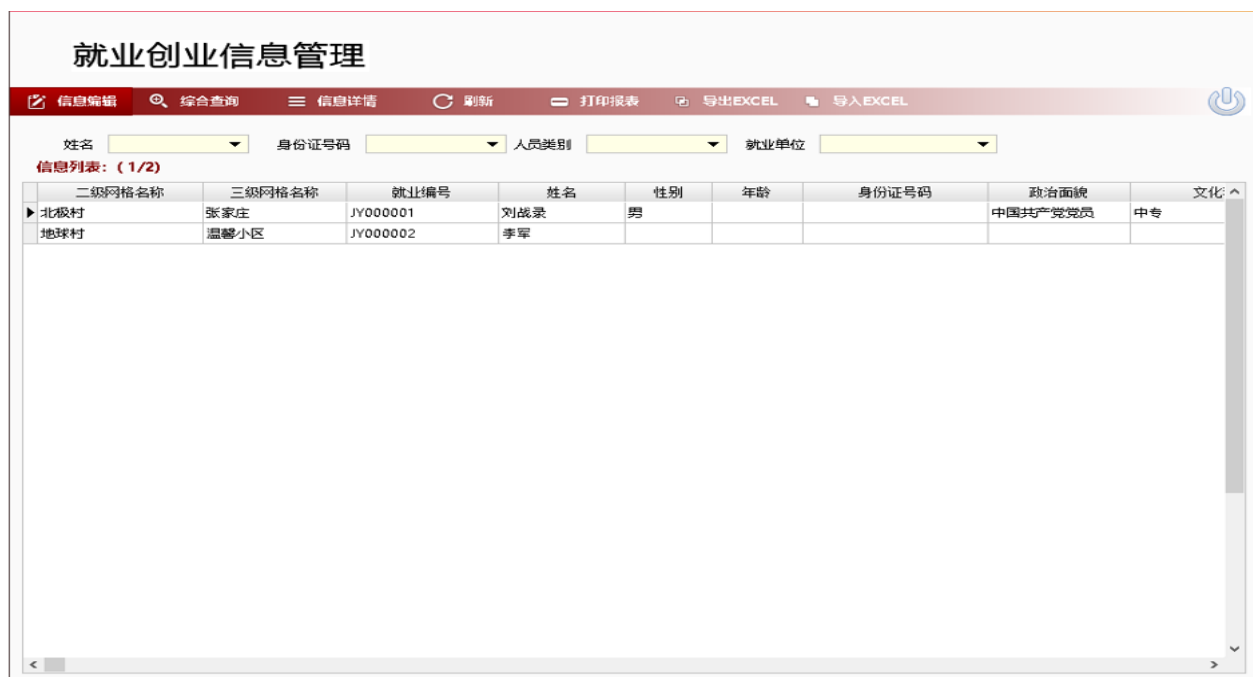 就业创业信息管理
信息编辑 综合查询 信息详情 刷新 打印报表 导出EXCEL 导入EXCEL
姓名 身份证号码 人员类别 就业单位
信息列表：( 1/2)
二级网格名称 三级网格名称 就业编号 姓名 性别 年龄 身份证号码 政治面貌 文化
北极村 张家庄 JY000001 刘战录 男 中国共产党党员 中专
地球村 温馨小区 JY000002 李军